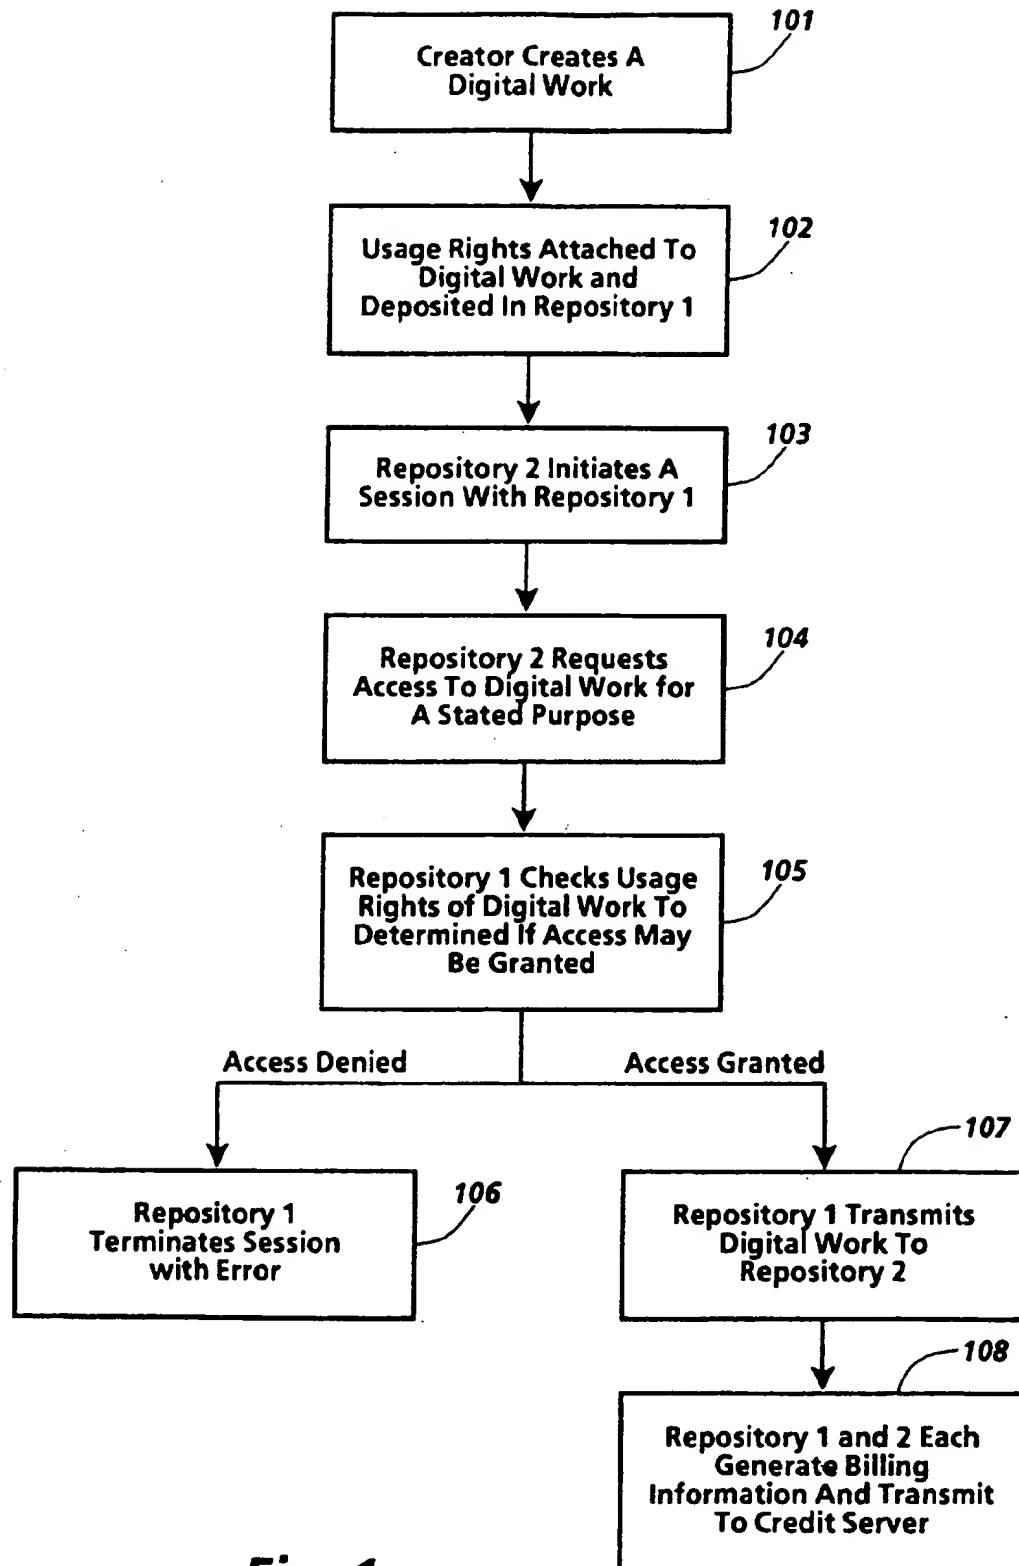 101
Creator Creates A
Digital Work
102
Usage Rights Attached To
Digital Work and
Deposited In Repository 1
103
Repository 2 Initiates A
Session With Repository 1
104
Repository 2 Requests
Access To Digital Work for
A Stated Purpose
105
Repository 1 Checks Usage
Rights of Digital Work To
Determined If Access May
Be Granted
Access Denied
Access Granted
106
Repository 1
Terminates Session
with Error
107
Repository 1 Transmits
Digital Work To
Repository 2
108
Repository 1 and 2 Each
Generate Billing
Information And Transmit
To Credit Server
Fig. 1